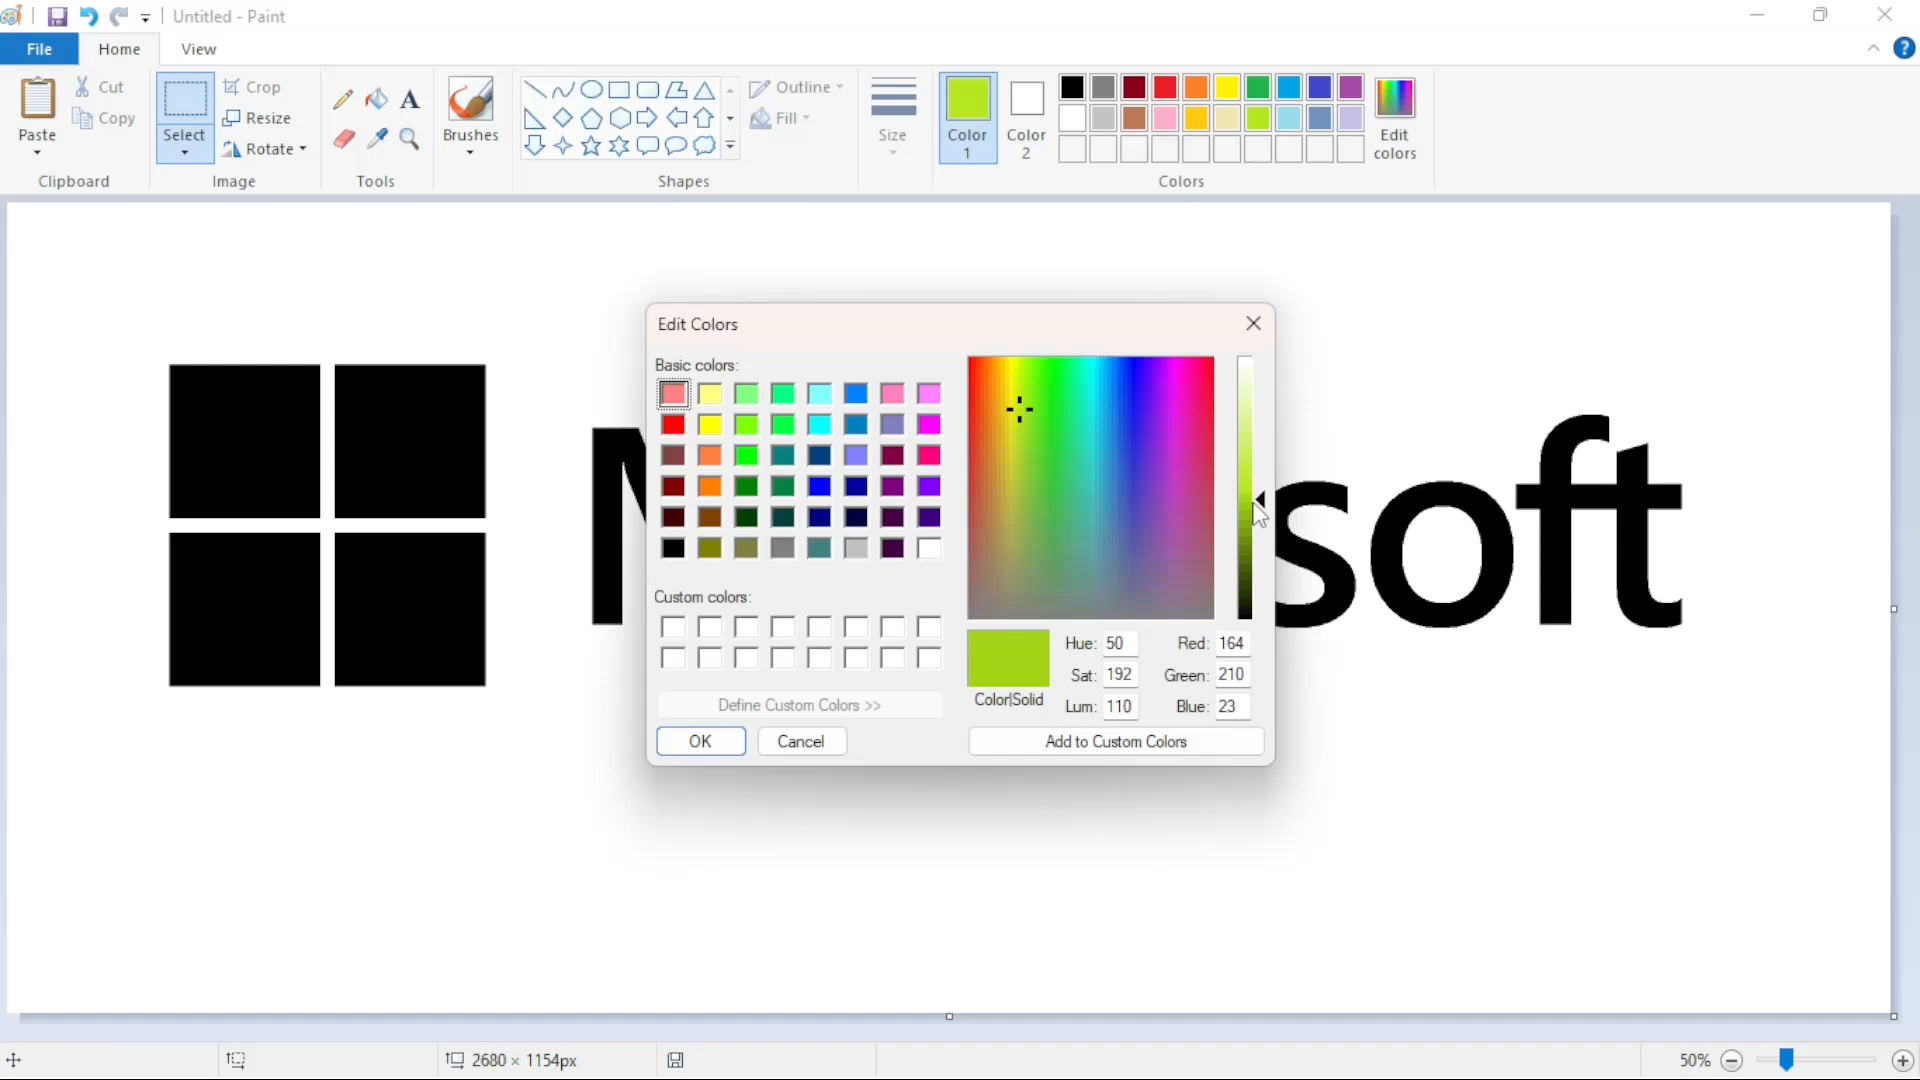 Untitled - Paint
File Home View
Paste
Cut
Copy
Clipboard
Select
Crop
Resize
Rotate
Image
A
Tools
Brushes
Outline
Fill
Shapes
Size
Color 1
Color 2
Edit colors
Colors
?
Edit Colors
Basic colors:
Custom colors:
Define Custom Colors >>
OK Cancel
Color|Solid
Hue: 50 Red: 164
Sat: 192 Green: 210
Lum: 110 Blue: 23
Add to Custom Colors
soft
2680 × 1154px
50%